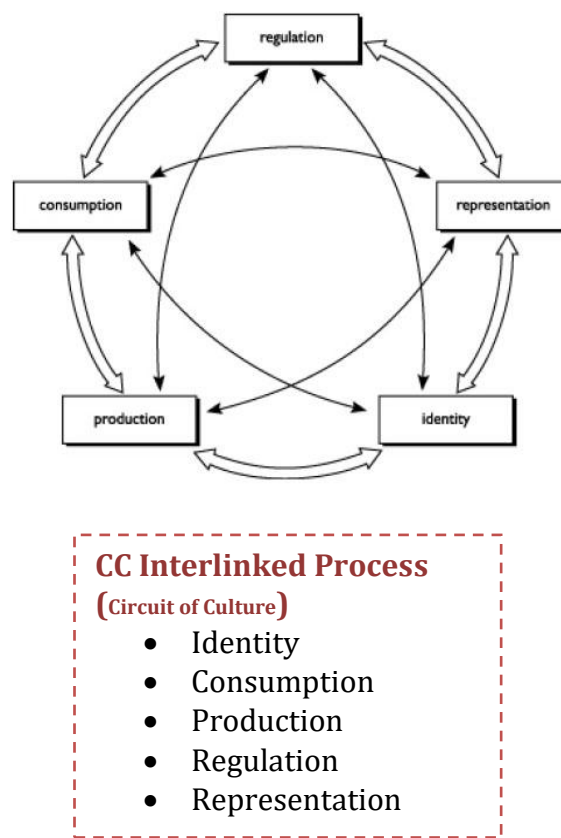 regulation
consumption
representation
production
identity
CC Interlinked Process
(Circuit of Culture)
• Identity
• Consumption
• Production
• Regulation
• Representation